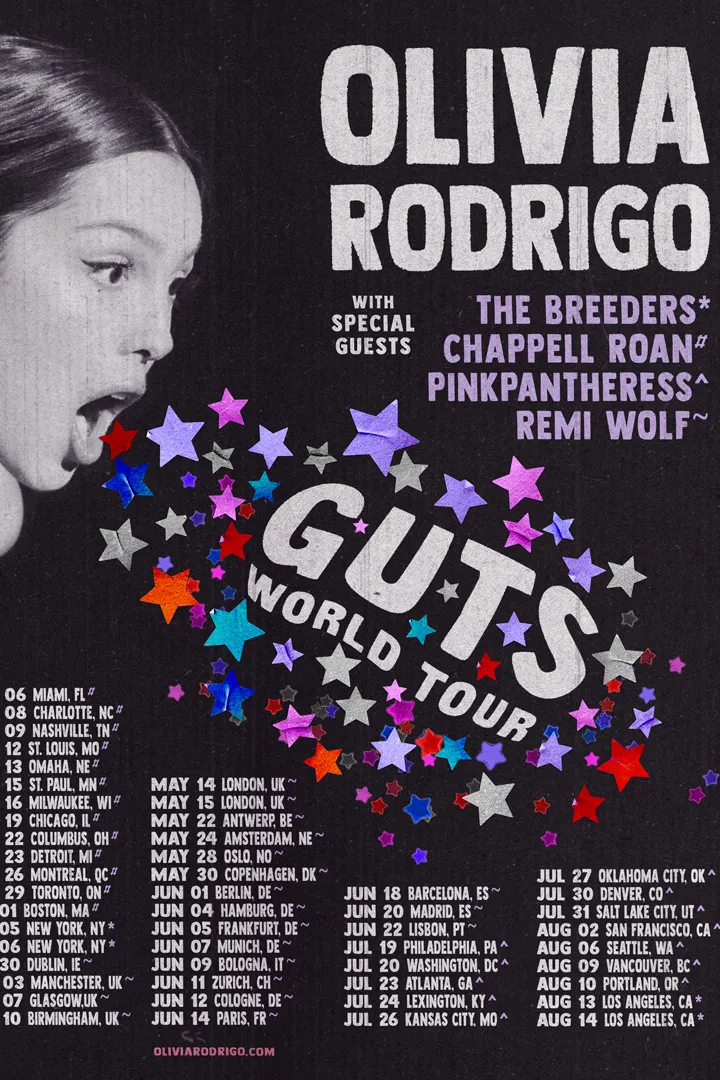 OLIVIA
RODRIGO
WITH
SPECIAL
GUESTS
THE BREEDERS*
CHAPPELL ROAN〃
PINKPANTHERESS^
REMI WOLF~
GUTS
WORLD TOUR
06 MIAMI, FL〃
08 CHARLOTTE, NC〃
09 NASHVILLE, TN〃
12 ST. LOUIS, MO〃
13 OMAHA, NE〃
15 ST. PAUL, MN〃
16 MILWAUKEE, WI〃
19 CHICAGO, IL〃
22 COLUMBUS, OH〃
23 DETROIT, MI〃
26 MONTREAL, QC〃
29 TORONTO, ON〃
01 BOSTON, MA〃
05 NEW YORK, NY*
06 NEW YORK, NY*
30 DUBLIN, IE~
03 MANCHESTER, UK~
07 GLASGOW,UK~
10 BIRMINGHAM, UK~
MAY 14 LONDON, UK~
MAY 15 LONDON, UK~
MAY 22 ANTWERP, BE~
MAY 24 AMSTERDAM, NE~
MAY 28 OSLO, NO~
MAY 30 COPENHAGEN, DK~
JUN 01 BERLIN, DE~
JUN 04 HAMBURG, DE~
JUN 05 FRANKFURT, DE~
JUN 07 MUNICH, DE~
JUN 09 BOLOGNA, IT~
JUN 11 ZURICH, CH~
JUN 12 COLOGNE, DE~
JUN 14 PARIS, FR~
JUN 18 BARCELONA, ES~
JUN 20 MADRID, ES~
JUN 22 LISBON, PT~
JUL 19 PHILADELPHIA, PA^
JUL 20 WASHINGTON, DC^
JUL 23 ATLANTA, GA^
JUL 24 LEXINGTON, KY^
JUL 26 KANSAS CITY, MO^
JUL 27 OKLAHOMA CITY, OK^
JUL 30 DENVER, CO^
JUL 31 SALT LAKE CITY, UT^
AUG 02 SAN FRANCISCO, CA^
AUG 06 SEATTLE, WA^
AUG 09 VANCOUVER, BC^
AUG 10 PORTLAND, OR^
AUG 13 LOS ANGELES, CA*
AUG 14 LOS ANGELES, CA*
OLIVIARODRIGO.COM